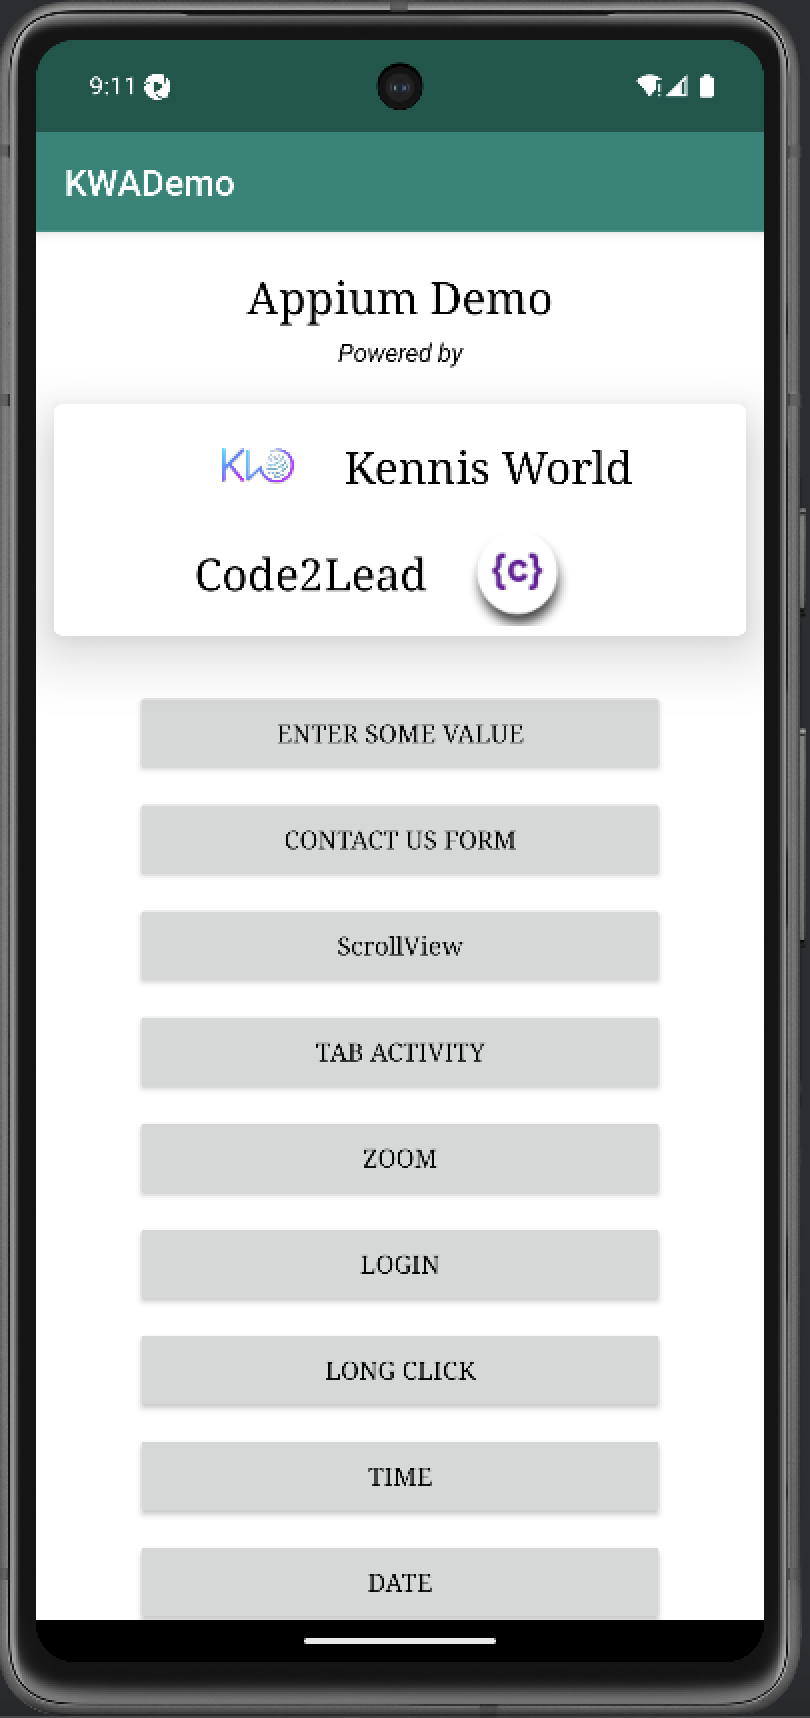 9:11
KWADemo
Appium Demo
Powered by
KW Kennis World
Code2Lead {c}
ENTER SOME VALUE
CONTACT US FORM
ScrollView
TAB ACTIVITY
ZOOM
LOGIN
LONG CLICK
TIME
DATE